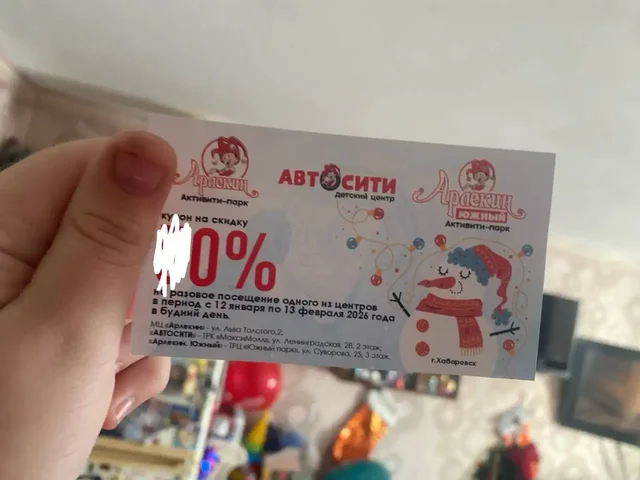 Арлекин
Активити-парк
АВТОСИТИ
детский центр
Арлекин
ЮЖНЫЙ
Активити-парк
на скидку
0%
разовое посещение одного из центров
в период с 12 января по 13 февраля 2026 года
в будний день.
МЦ «Арлекин» - ул. Льва Толстого,2;
«АВТОСИТИ» - ТРК «МаксиМолл», ул. Ленинградская, 28, 2 этаж;
«Арлекин. Южный» - ТРЦ «Южный парк», ул. Суворова, 25, 3 этаж.
г.Хабаровск